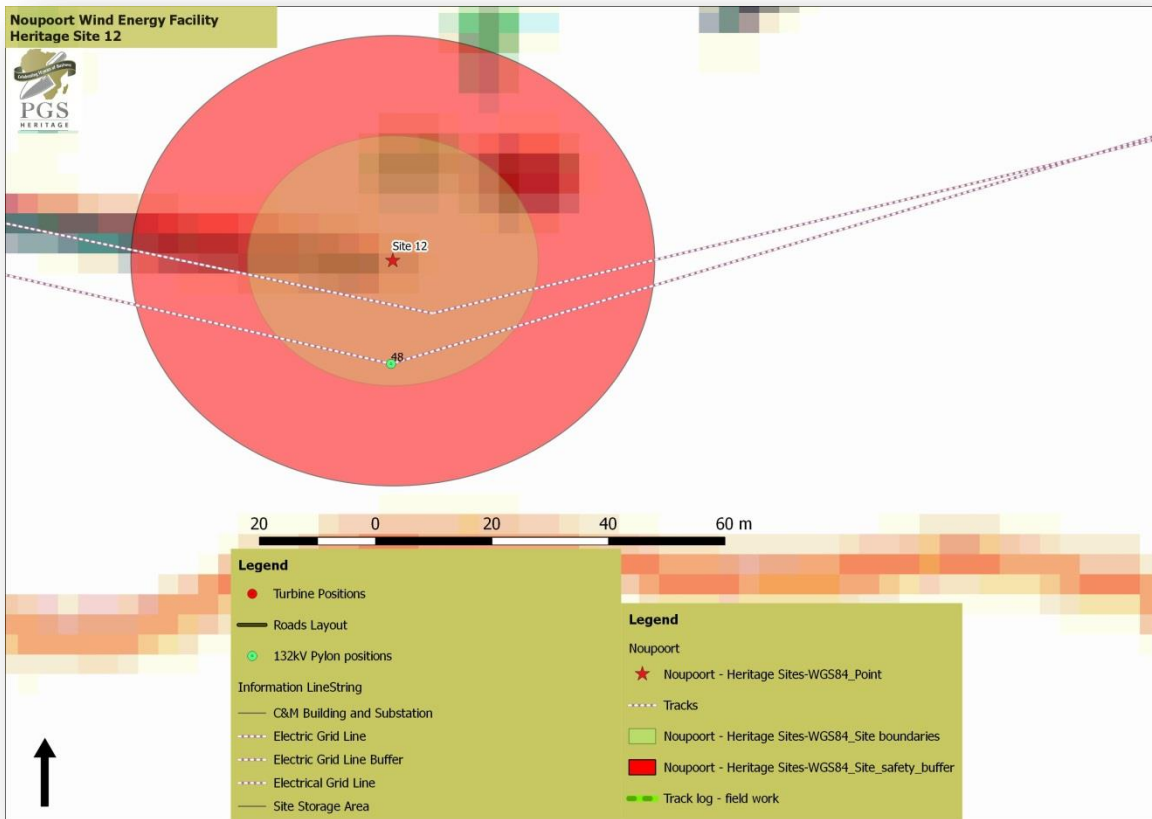 Noupoort Wind Energy Facility
Heritage Site 12
PGS
HERITAGE
Site 12
48
20 0 20 40 60 m
Legend
Turbine Positions
Roads Layout
132kV Pylon positions
Information LineString
C&M Building and Substation
Electric Grid Line
Electric Grid Line Buffer
Electrical Grid Line
Site Storage Area
Legend
Noupoort
Noupoort - Heritage Sites-WGS84_Point
Tracks
Noupoort - Heritage Sites-WGS84_Site boundaries
Noupoort - Heritage Sites-WGS84_Site_safety_buffer
Track log - field work